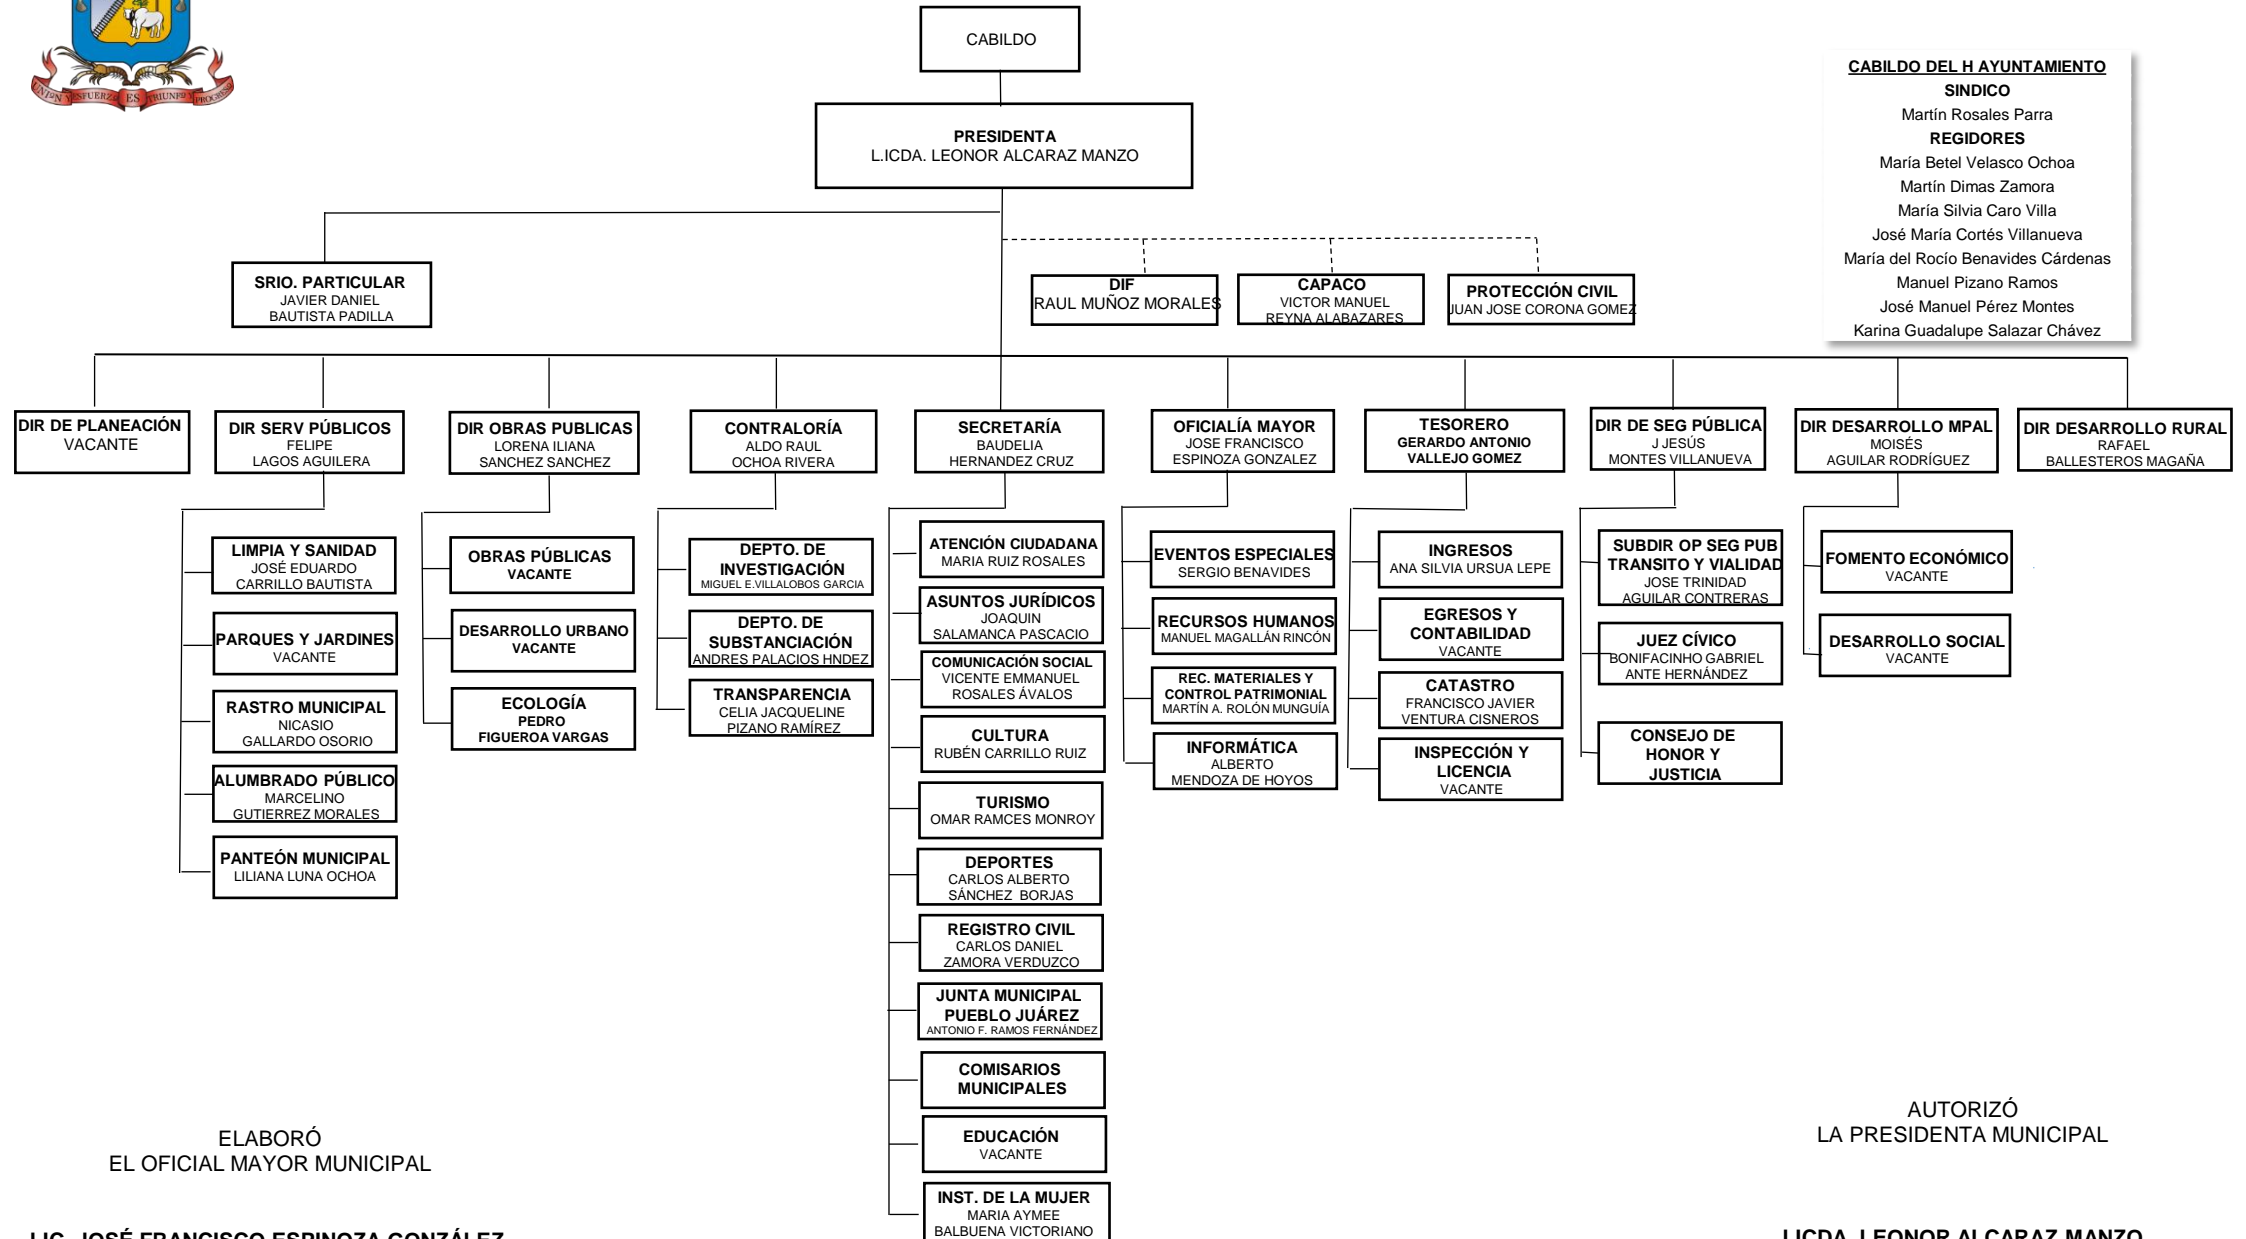 UNION Y ESFUERZO ES TRIUNFO Y PROGRESO
CABILDO
CABILDO DEL H AYUNTAMIENTO
SINDICO
Martín Rosales Parra
REGIDORES
María Betel Velasco Ochoa
Martín Dimas Zamora
María Silvia Caro Villa
José María Cortés Villanueva
María del Rocío Benavides Cárdenas
Manuel Pizano Ramos
José Manuel Pérez Montes
Karina Guadalupe Salazar Chávez
PRESIDENTA
L.ICDA. LEONOR ALCARAZ MANZO
SRIO. PARTICULAR
JAVIER DANIEL
BAUTISTA PADILLA
DIF
RAUL MUÑOZ MORALES
CAPACO
VICTOR MANUEL
REYNA ALABAZARES
PROTECCIÓN CIVIL
JUAN JOSE CORONA GOMEZ
DIR DE PLANEACIÓN
VACANTE
DIR SERV PÚBLICOS
FELIPE
LAGOS AGUILERA
DIR OBRAS PUBLICAS
LORENA ILIANA
SANCHEZ SANCHEZ
CONTRALORÍA
ALDO RAUL
OCHOA RIVERA
SECRETARÍA
BAUDELIA
HERNANDEZ CRUZ
OFICIALÍA MAYOR
JOSE FRANCISCO
ESPINOZA GONZALEZ
TESORERO
GERARDO ANTONIO
VALLEJO GOMEZ
DIR DE SEG PÚBLICA
J JESÚS
MONTES VILLANUEVA
DIR DESARROLLO MPAL
MOISÉS
AGUILAR RODRÍGUEZ
DIR DESARROLLO RURAL
RAFAEL
BALLESTEROS MAGAÑA
LIMPIA Y SANIDAD
JOSÉ EDUARDO
CARRILLO BAUTISTA
PARQUES Y JARDINES
VACANTE
RASTRO MUNICIPAL
NICASIO
GALLARDO OSORIO
ALUMBRADO PÚBLICO
MARCELINO
GUTIERREZ MORALES
PANTEÓN MUNICIPAL
LILIANA LUNA OCHOA
OBRAS PÚBLICAS
VACANTE
DESARROLLO URBANO
VACANTE
ECOLOGÍA
PEDRO
FIGUEROA VARGAS
DEPTO. DE
INVESTIGACIÓN
MIGUEL E.VILLALOBOS GARCIA
DEPTO. DE
SUBSTANCIACIÓN
ANDRES PALACIOS HNDEZ
TRANSPARENCIA
CELIA JACQUELINE
PIZANO RAMÍREZ
ATENCIÓN CIUDADANA
MARIA RUIZ ROSALES
ASUNTOS JURÍDICOS
JOAQUIN
SALAMANCA PASCACIO
COMUNICACIÓN SOCIAL
VICENTE EMMANUEL
ROSALES ÁVALOS
CULTURA
RUBÉN CARRILLO RUIZ
TURISMO
OMAR RAMCES MONROY
DEPORTES
CARLOS ALBERTO
SÁNCHEZ BORJAS
REGISTRO CIVIL
CARLOS DANIEL
ZAMORA VERDUZCO
JUNTA MUNICIPAL
PUEBLO JUÁREZ
ANTONIO F. RAMOS FERNÁNDEZ
COMISARIOS
MUNICIPALES
EDUCACIÓN
VACANTE
INST. DE LA MUJER
MARIA AYMEE
BALBUENA VICTORIANO
EVENTOS ESPECIALES
SERGIO BENAVIDES
RECURSOS HUMANOS
MANUEL MAGALLÁN RINCÓN
REC. MATERIALES Y
CONTROL PATRIMONIAL
MARTÍN A. ROLÓN MUNGUÍA
INFORMÁTICA
ALBERTO
MENDOZA DE HOYOS
INGRESOS
ANA SILVIA URSUA LEPE
EGRESOS Y
CONTABILIDAD
VACANTE
CATASTRO
FRANCISCO JAVIER
VENTURA CISNEROS
INSPECCIÓN Y
LICENCIA
VACANTE
SUBDIR OP SEG PUB
TRANSITO Y VIALIDAD
JOSE TRINIDAD
AGUILAR CONTRERAS
JUEZ CÍVICO
BONIFACINHO GABRIEL
ANTE HERNÁNDEZ
CONSEJO DE
HONOR Y
JUSTICIA
FOMENTO ECONÓMICO
VACANTE
DESARROLLO SOCIAL
VACANTE
ELABORÓ
EL OFICIAL MAYOR MUNICIPAL
LIC. JOSÉ FRANCISCO ESPINOZA GONZÁLEZ
AUTORIZÓ
LA PRESIDENTA MUNICIPAL
LICDA. LEONOR ALCARAZ MANZO